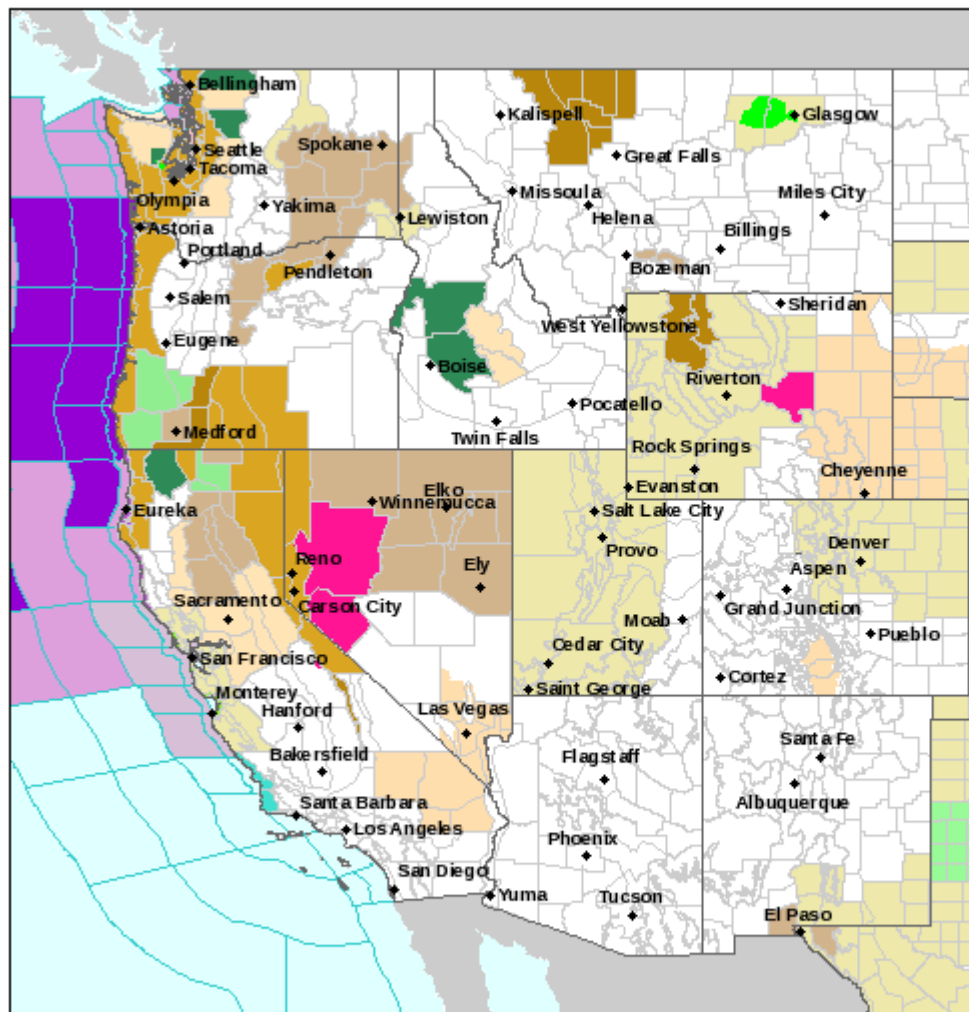 Bellingham
Kalispell
Glasgow
Spokane
Seattle
Great Falls
Tacoma
Miles City
Missoula
Olympia
Yakima
Lewiston
Helena
Astoria
Billings
Portland
Pendleton
Bozeman
Salem
Sheridan
West Yellowstone
Eugene
Boise
Riverton
Pocatello
Medford
Twin Falls
Rock Springs
Cheyenne
Elko
Evanston
Winnemucca
Eureka
Salt Lake City
Denver
Provo
Reno
Ely
Aspen
Sacramento
Carson City
Grand Junction
Moab
Pueblo
Cedar City
San Francisco
Cortez
Saint George
Monterey
Hanford
Las Vegas
Santa Fe
Bakersfield
Flagstaff
Albuquerque
Santa Barbara
Los Angeles
Phoenix
San Diego
Yuma
Tucson
El Paso